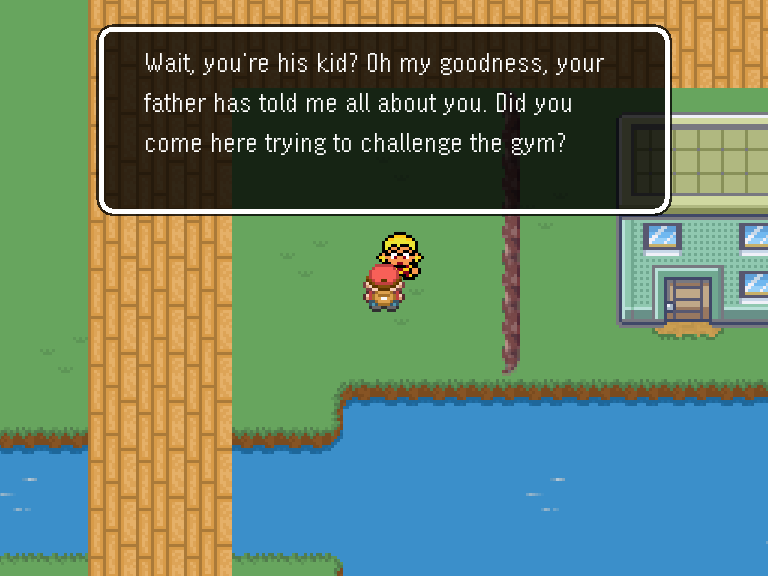 Wait, you're his kid? Oh my goodness, your
father has told me all about you. Did you
come here trying to challenge the gym?